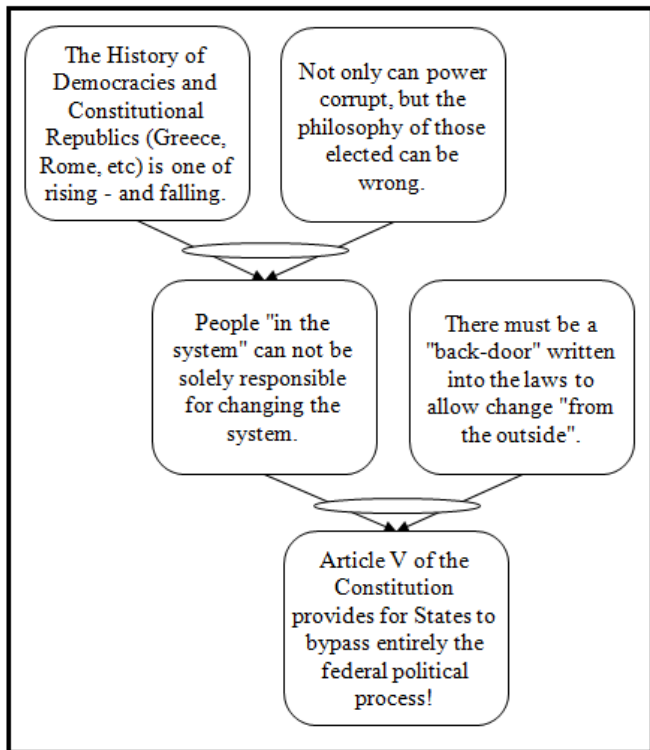 The History of
Democracies and
Constitutional
Republics (Greece,
Rome, etc) is one of
rising - and falling.
Not only can power
corrupt, but the
philosophy of those
elected can be
wrong.
People "in the
system" can not be
solely responsible
for changing the
system.
There must be a
"back-door" written
into the laws to
allow change "from
the outside".
Article V of the
Constitution
provides for States to
bypass entirely the
federal political
process!